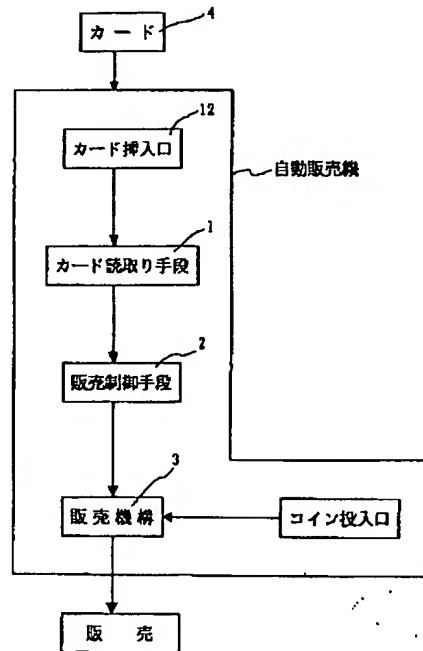 4
カード
12
カード挿入口
自動販売機
1
カード読取り手段
2
販売制御手段
3
販売機構
コイン投入口
販売